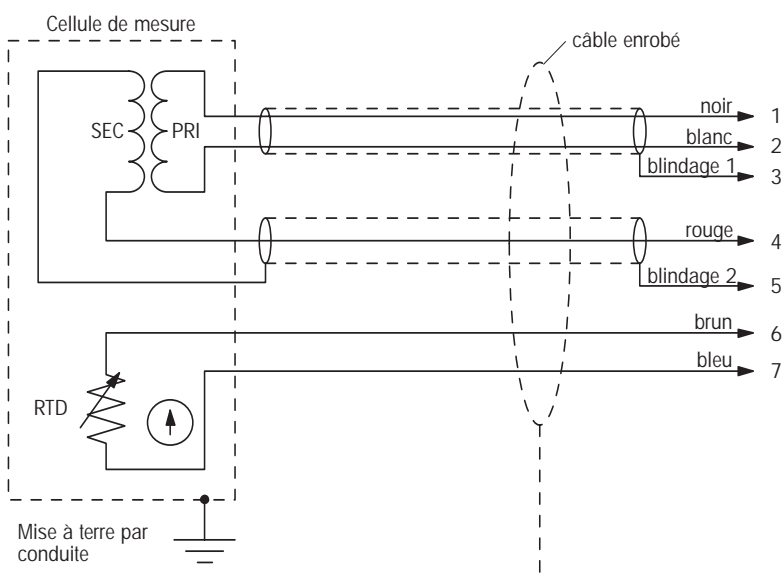 Cellule de mesure
câble enrobé
SEC PRI
noir 1
blanc 2
blindage 1 3
rouge 4
blindage 2 5
brun 6
bleu 7
RTD
Mise à terre par
conduite